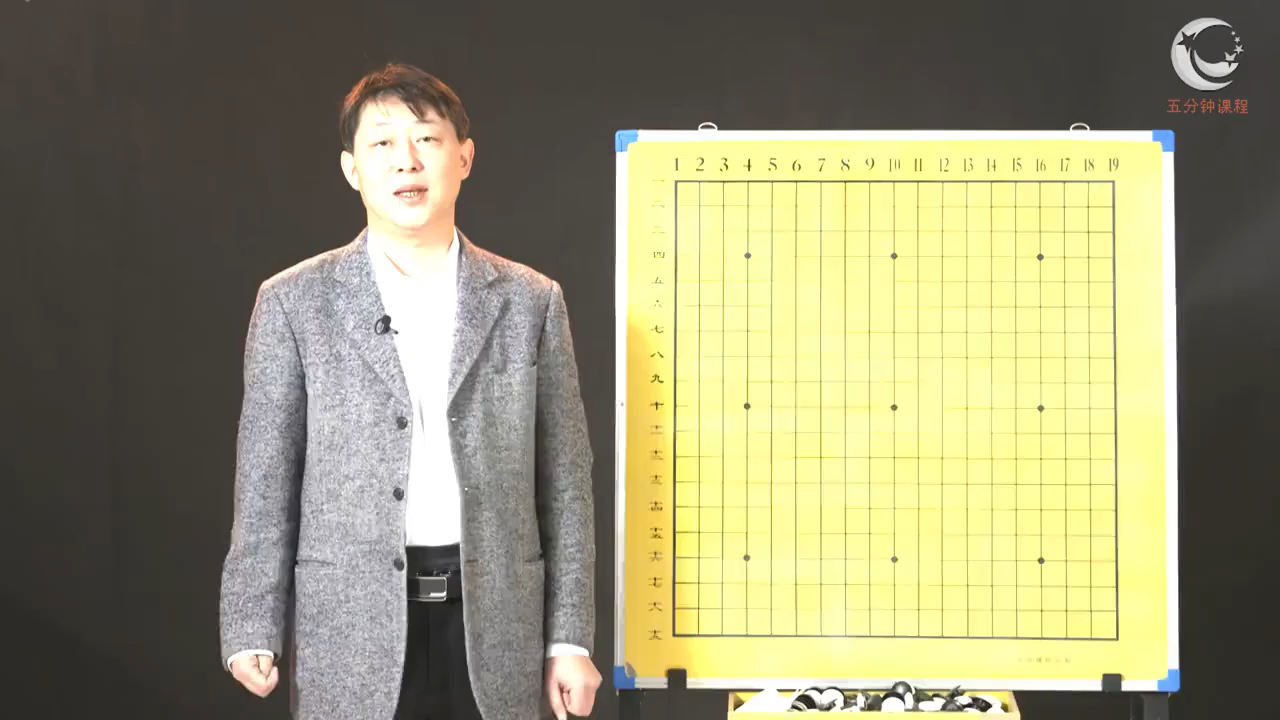 五分钟课程
1 2 3 4 5 6 7 8 9 10 11 12 13 14 15 16 17 18 19
一
二
三
四
五
六
七
八
九
十
十一
十二
十三
十四
十五
十六
十七
十八
十九